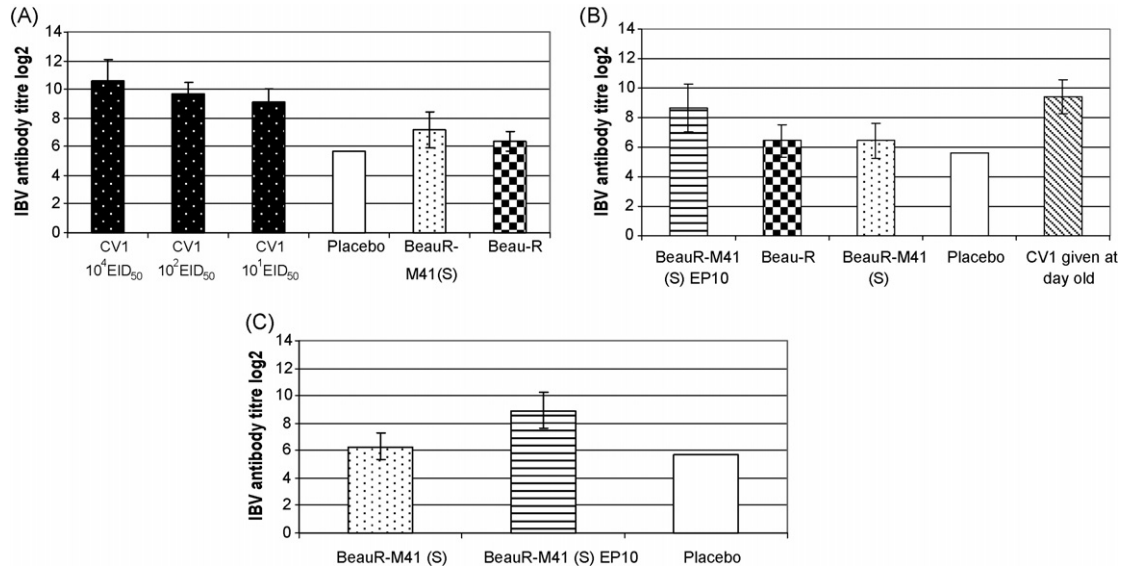 (A)
IBV antibody titre log2
14
12
10
8
6
4
2
0
CV1 CV1 CV1 Placebo BeauR- Beau-R
10⁴EID₅₀ 10²EID₅₀ 10¹EID₅₀ M41(S)
(B)
IBV antibody titre log2
14
12
10
8
6
4
2
0
BeauR-M41 Beau-R BeauR-M41 Placebo CV1 given at
(S) EP10 (S) day old
(C)
IBV antibody titre log2
14
12
10
8
6
4
2
0
BeauR-M41 (S) BeauR-M41 (S) EP10 Placebo